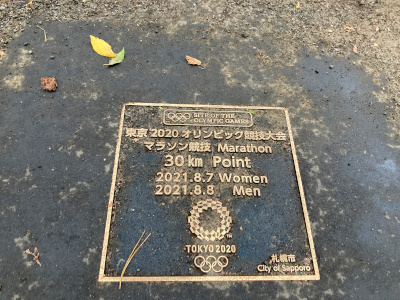 SITE OF THE
OLYMPIC GAMES
東京2020オリンピック競技大会
マラソン競技 Marathon
30km Point
2021.8.7 Women
2021.8.8 Men
TOKYO 2020
札幌市
City of Sapporo